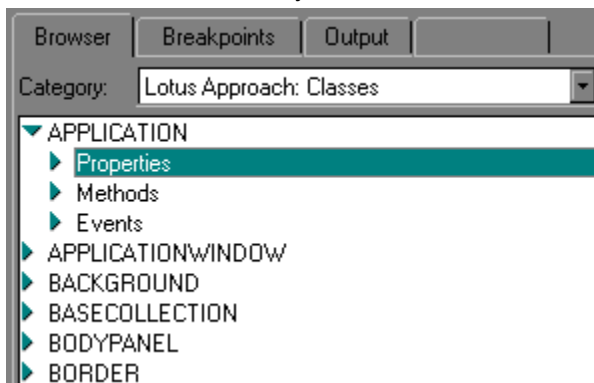 Browser Breakpoints Output
Category: Lotus Approach: Classes
APPLICATION
Properties
Methods
Events
APPLICATIONWINDOW
BACKGROUND
BASECOLLECTION
BODYPANEL
BORDER